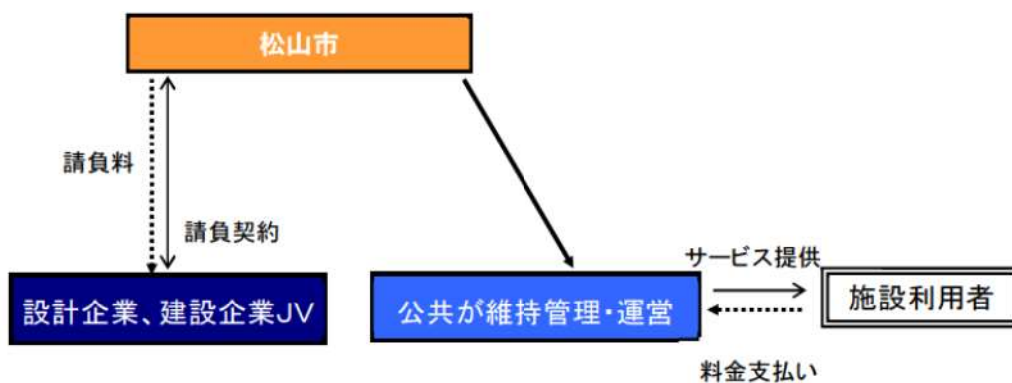 松山市
請負料
請負契約
サービス提供
設計企業、建設企業JV
公共が維持管理・運営
施設利用者
料金支払い